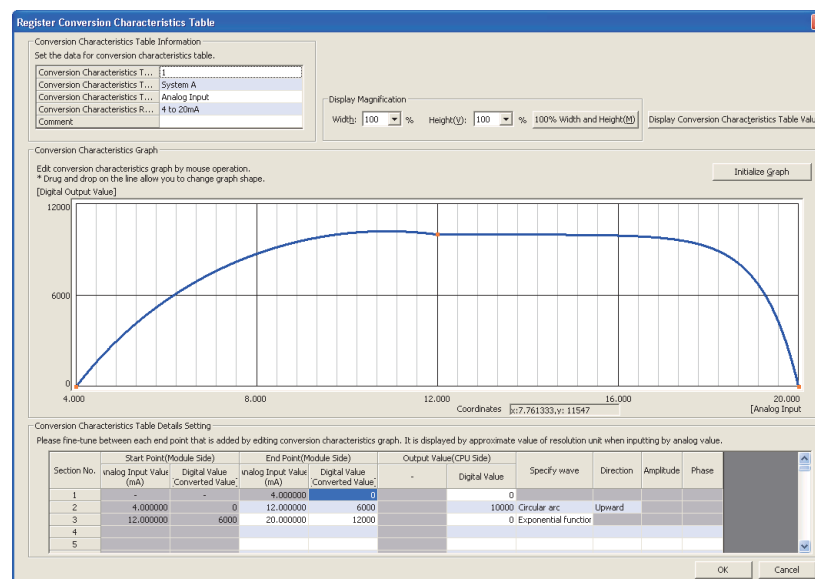 Register Conversion Characteristics Table
Conversion Characteristics Table Information
Set the data for conversion characteristics table.
Conversion Characteristics T... 1
Conversion Characteristics T... System A
Conversion Characteristics T... Analog Input
Conversion Characteristics R... 4 to 20mA
Comment
Display Magnification
Width: 100 % Height(V): 100 % 100% Width and Height(M)
Display Conversion Characteristics Table Valu
Conversion Characteristics Graph
Edit conversion characteristics graph by mouse operation.
* Drug and drop on the line allow you to change graph shape.
Initialize Graph
[Digital Output Value]
12000
6000
0
4.000 8.000 12.000 16.000 20.000
Coordinates x:7.761333,y: 11547 [Analog Input
Conversion Characteristics Table Details Setting
Please fine-tune between each end point that is added by editing conversion characteristics graph. It is displayed by approximate value of resolution unit when inputting by analog value.
Start Point(Module Side) End Point(Module Side) Output Value(CPU Side)
Section No. nalog Input Value (mA) Digital Value Converted Value] nalog Input Value (mA) Digital Value Converted Value] - Digital Value Specify wave Direction Amplitude Phase
1 - - 4.000000 0 0
2 4.000000 0 12.000000 6000 10000 Circular arc Upward
3 12.000000 6000 20.000000 12000 0 Exponential function
4
5
OK Cancel